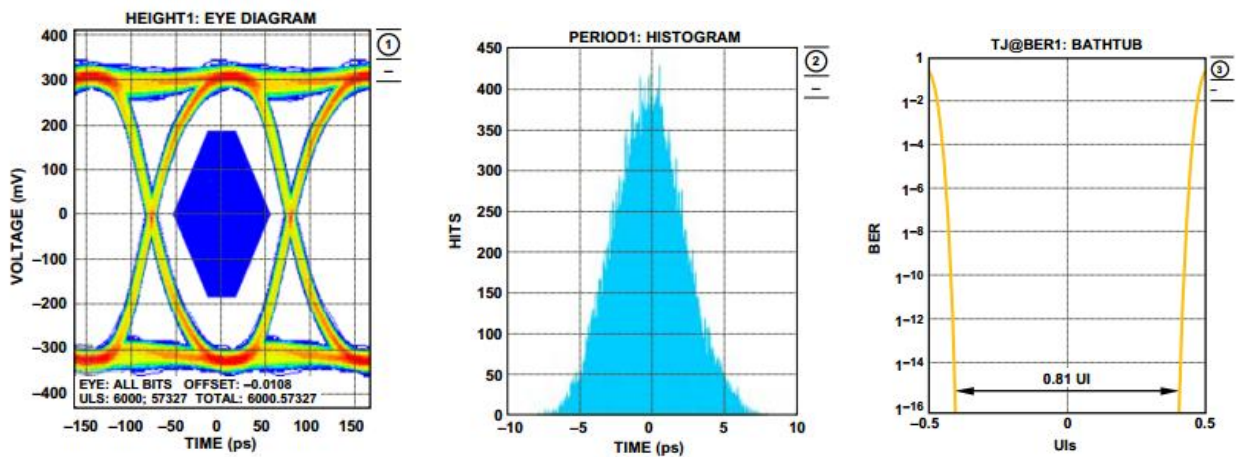 HEIGHT1: EYE DIAGRAM
400
300
200
100
0
–100
–200
–300
–400
VOLTAGE (mV)
1
–
EYE: ALL BITS OFFSET: –0.0108
ULS: 6000; 57327 TOTAL: 6000.57327
–150 –100 –50 0 50 100 150
TIME (ps)
PERIOD1: HISTOGRAM
450
400
350
300
250
200
150
100
50
0
HITS
2
–
–10 –5 0 5 10
TIME (ps)
TJ@BER1: BATHTUB
1
1–2
1–4
1–6
1–8
1–10
1–12
1–14
1–16
BER
3
–
0.81 UI
–0.5 0 0.5
UIs